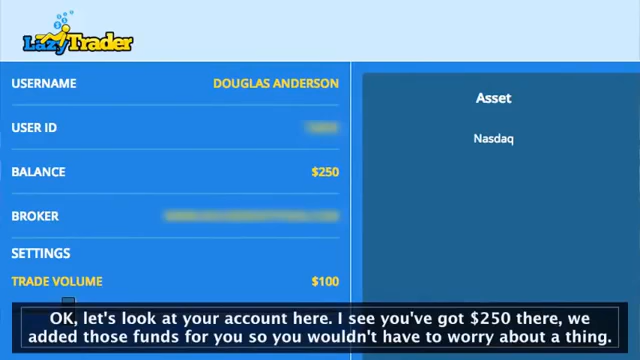 LazyTrader
USERNAME DOUGLAS ANDERSON
USER ID
BALANCE $250
BROKER
SETTINGS
TRADE VOLUME $100
Asset
Nasdaq
OK, let's look at your account here. I see you've got $250 there, we
added those funds for you so you wouldn't have to worry about a thing.